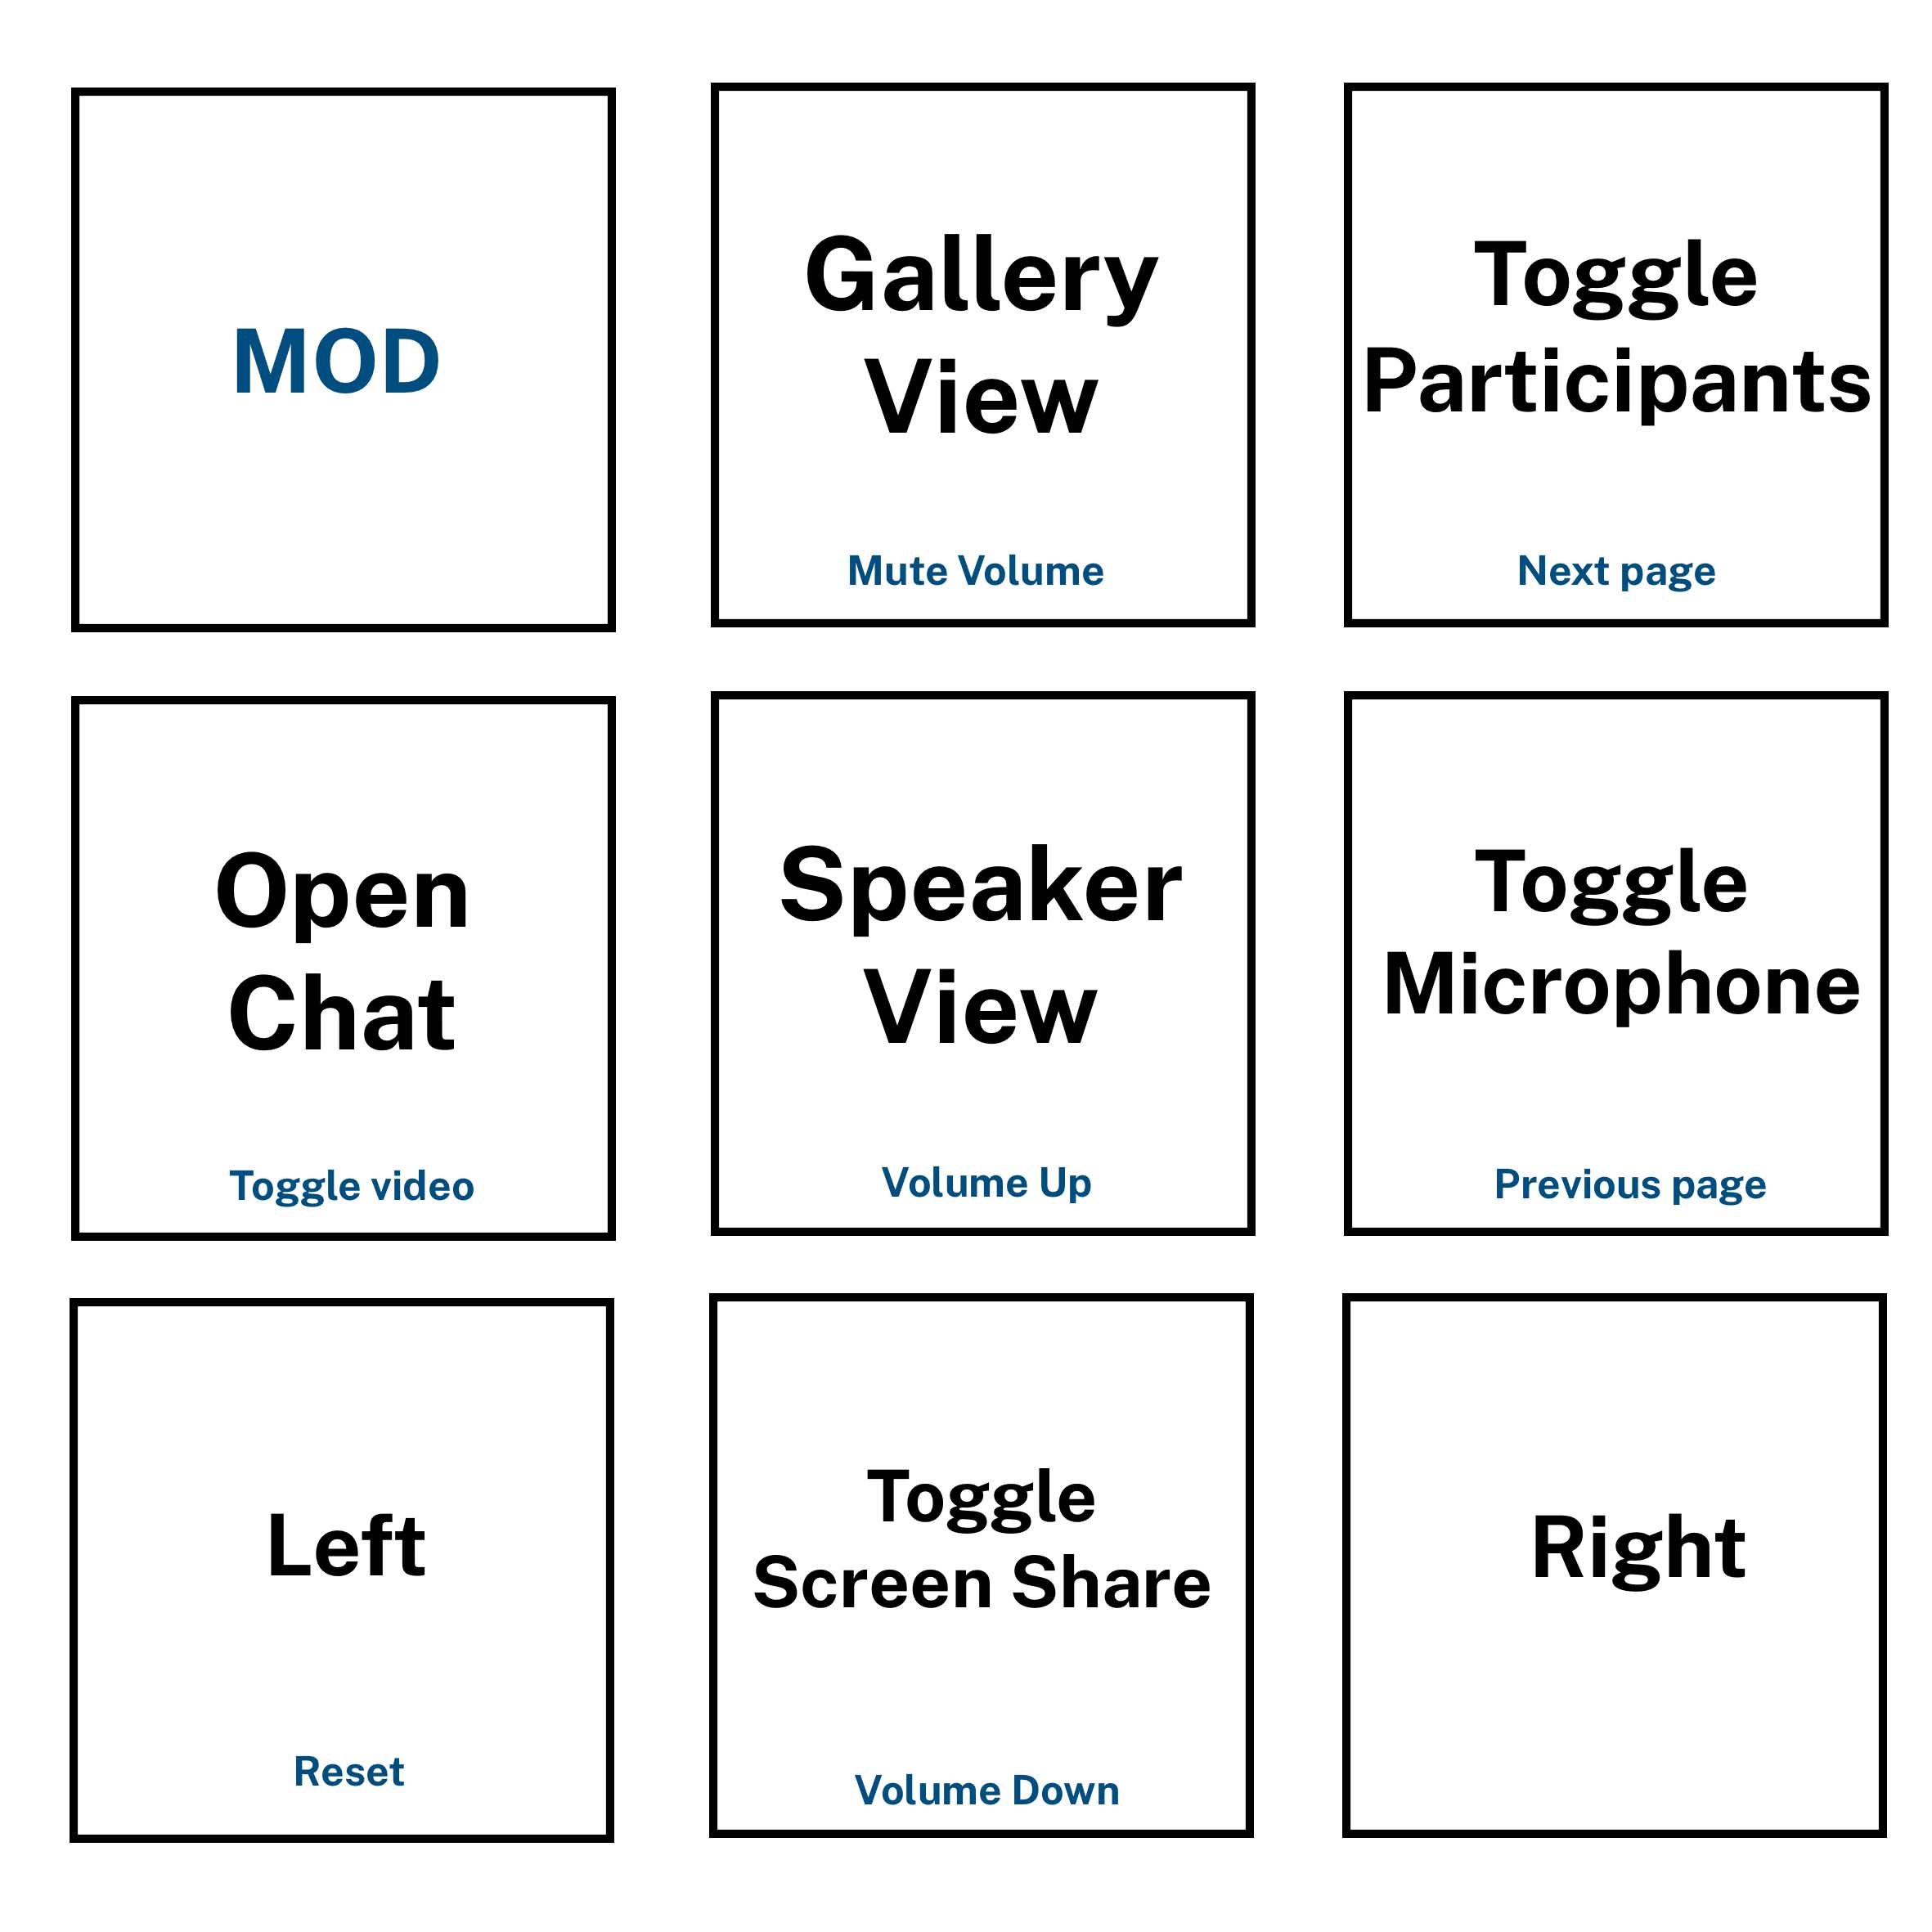 MOD
Gallery
View
Mute Volume
Toggle
Participants
Next page
Open
Chat
Toggle video
Speaker
View
Volume Up
Toggle
Microphone
Previous page
Left
Reset
Toggle
Screen Share
Volume Down
Right